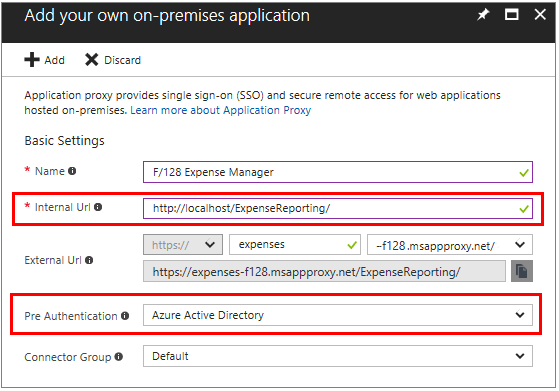 Add your own on-premises application
Add Discard
Application proxy provides single sign-on (SSO) and secure remote access for web applications
hosted on-premises. Learn more about Application Proxy
Basic Settings
* Name F/128 Expense Manager
* Internal Url http://localhost/ExpenseReporting/
External Url https:// expenses -f128.msappproxy.net/
https://expenses-f128.msappproxy.net/ExpenseReporting/
Pre Authentication Azure Active Directory
Connector Group Default